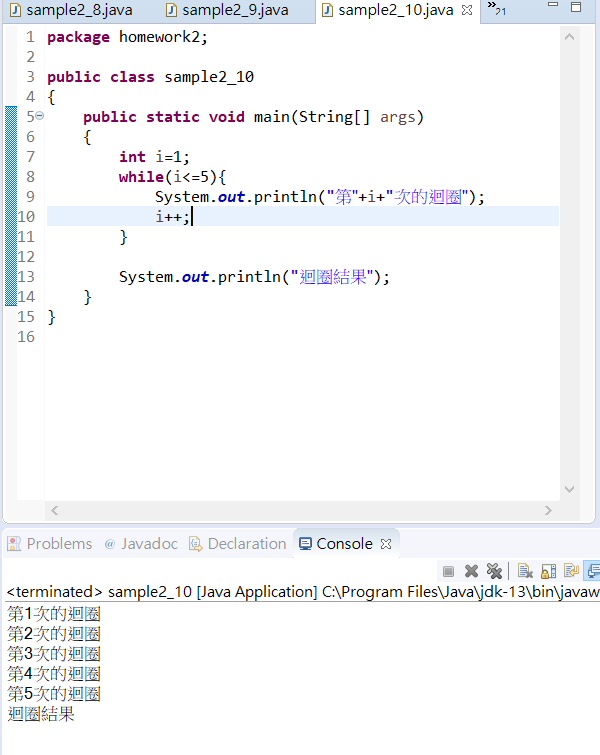 sample2_8.java sample2_9.java sample2_10.java »21
1 package homework2;
2
3 public class sample2_10
4 {
5 public static void main(String[] args)
6 {
7 int i=1;
8 while(i<=5){
9 System.out.println("第"+i+"次的迴圈");
10 i++;
11 }
12
13 System.out.println("迴圈結果");
14 }
15 }
16
Problems @ Javadoc Declaration Console
<terminated> sample2_10 [Java Application] C:\Program Files\Java\jdk-13\bin\javaw
第1次的迴圈
第2次的迴圈
第3次的迴圈
第4次的迴圈
第5次的迴圈
迴圈結果